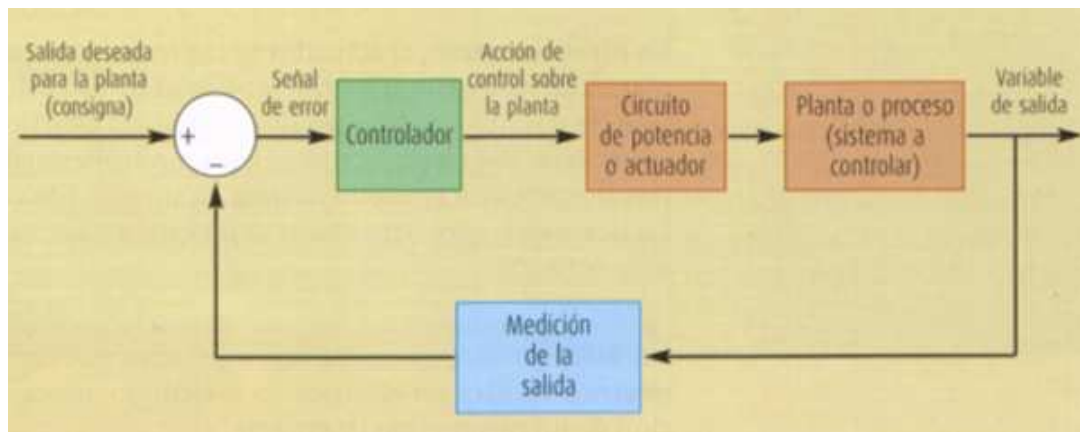 Salida deseada
para la planta
(consigna)
Señal
de error
+
–
Controlador
Acción de
control sobre
la planta
Circuito
de potencia
o actuador
Planta o proceso
(sistema a
controlar)
Variable
de salida
Medición
de la
salida